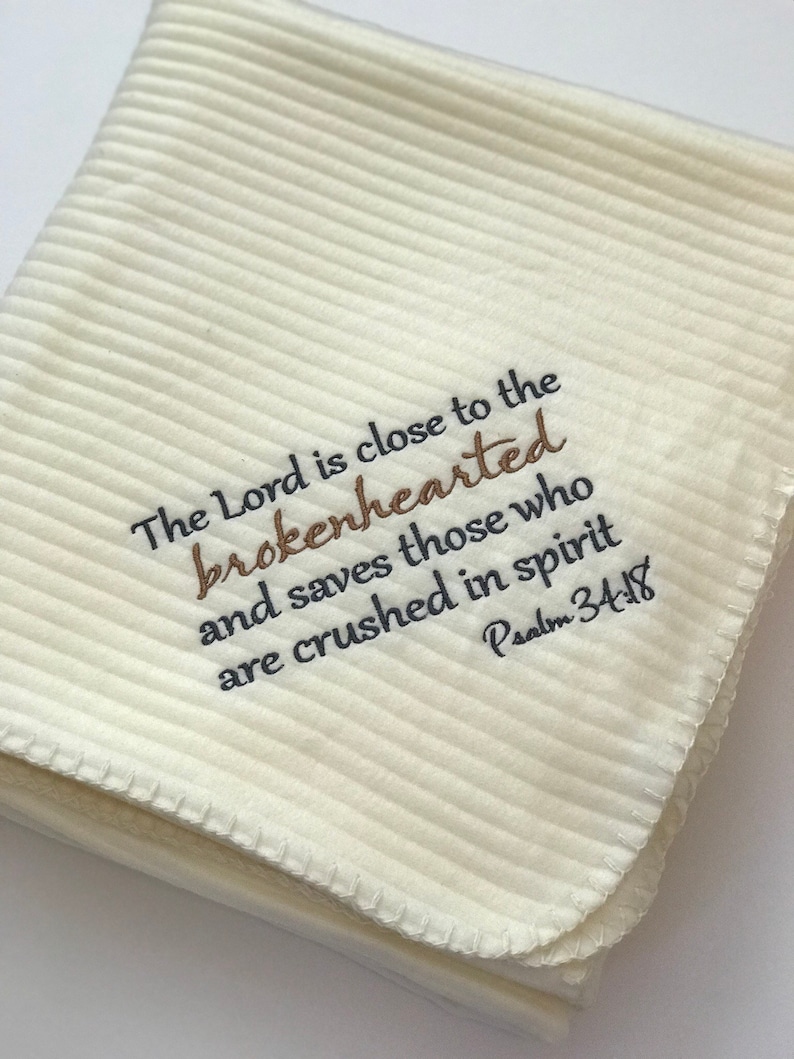 The Lord is close to the
brokenhearted
and saves those who
are crushed in spirit
Psalm 34:18